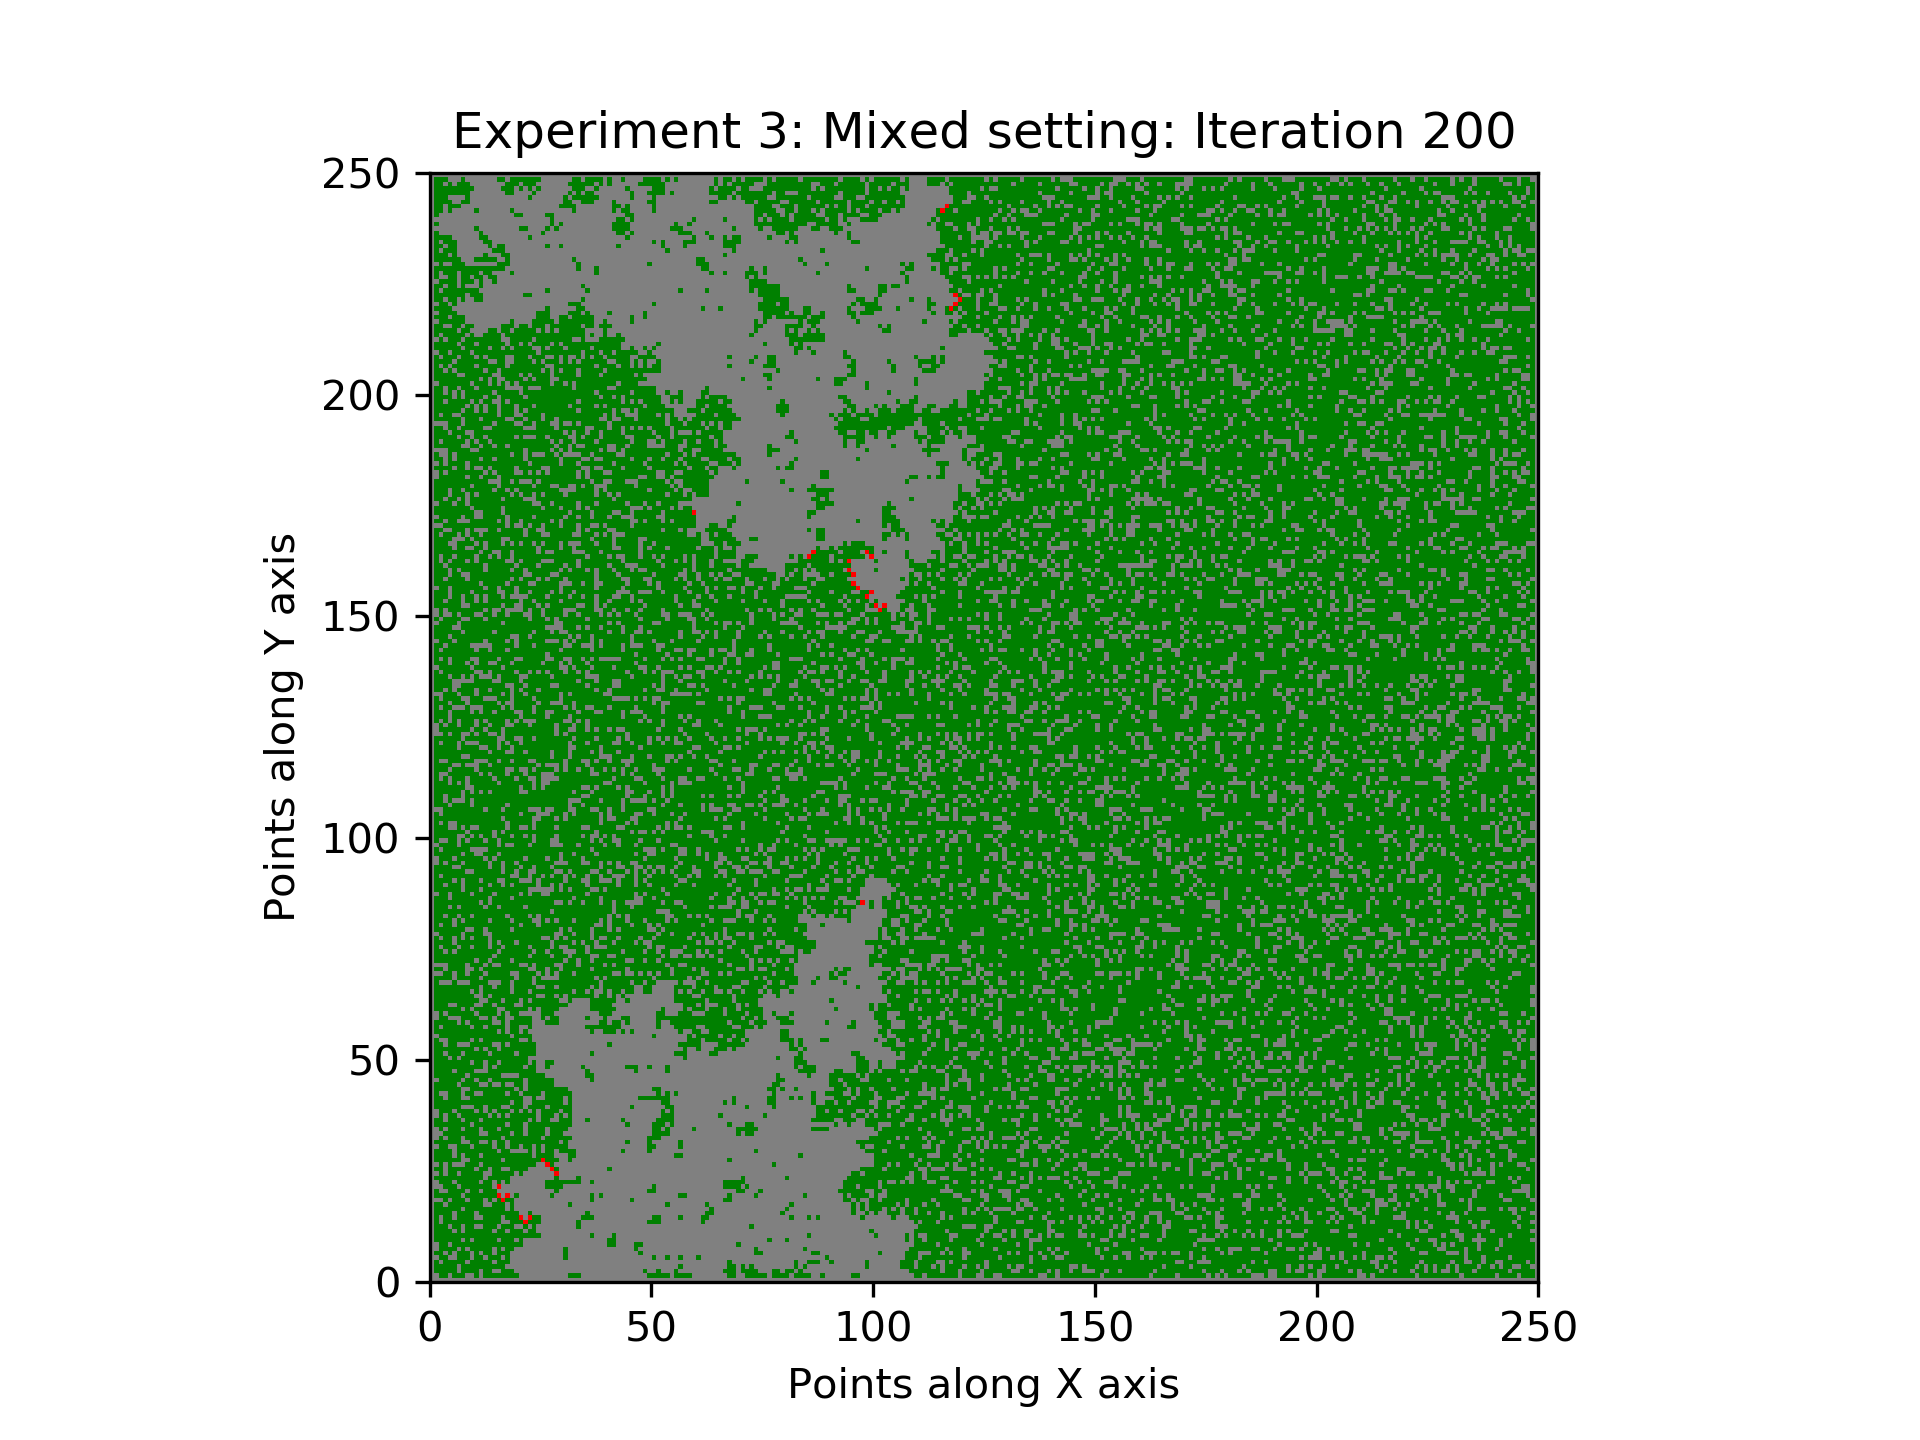 Experiment 3: Mixed setting: Iteration 200
250
200
150
100
50
0
Points along Y axis
0 50 100 150 200 250
Points along X axis